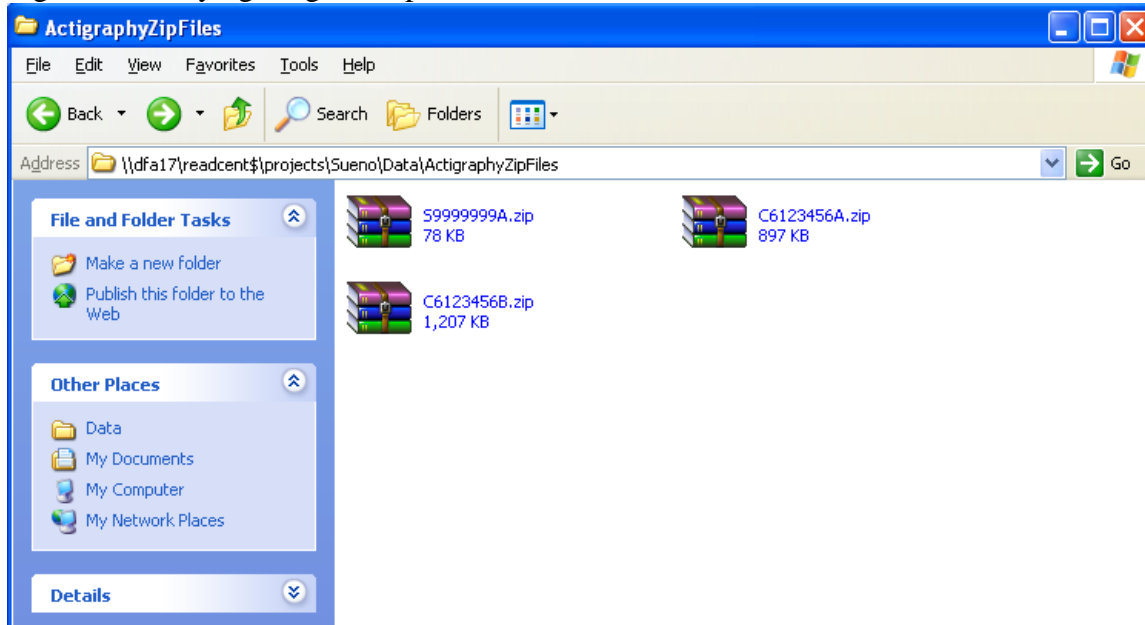 ActigraphyZipFiles
File Edit View Favorites Tools Help
Back Search Folders
Address \\dfa17\readcent$\projects\Sueno\Data\ActigraphyZipFiles Go
File and Folder Tasks
Make a new folder
Publish this folder to the
Web
Other Places
Data
My Documents
My Computer
My Network Places
Details
S9999999A.zip
78 KB
C6123456A.zip
897 KB
C6123456B.zip
1,207 KB